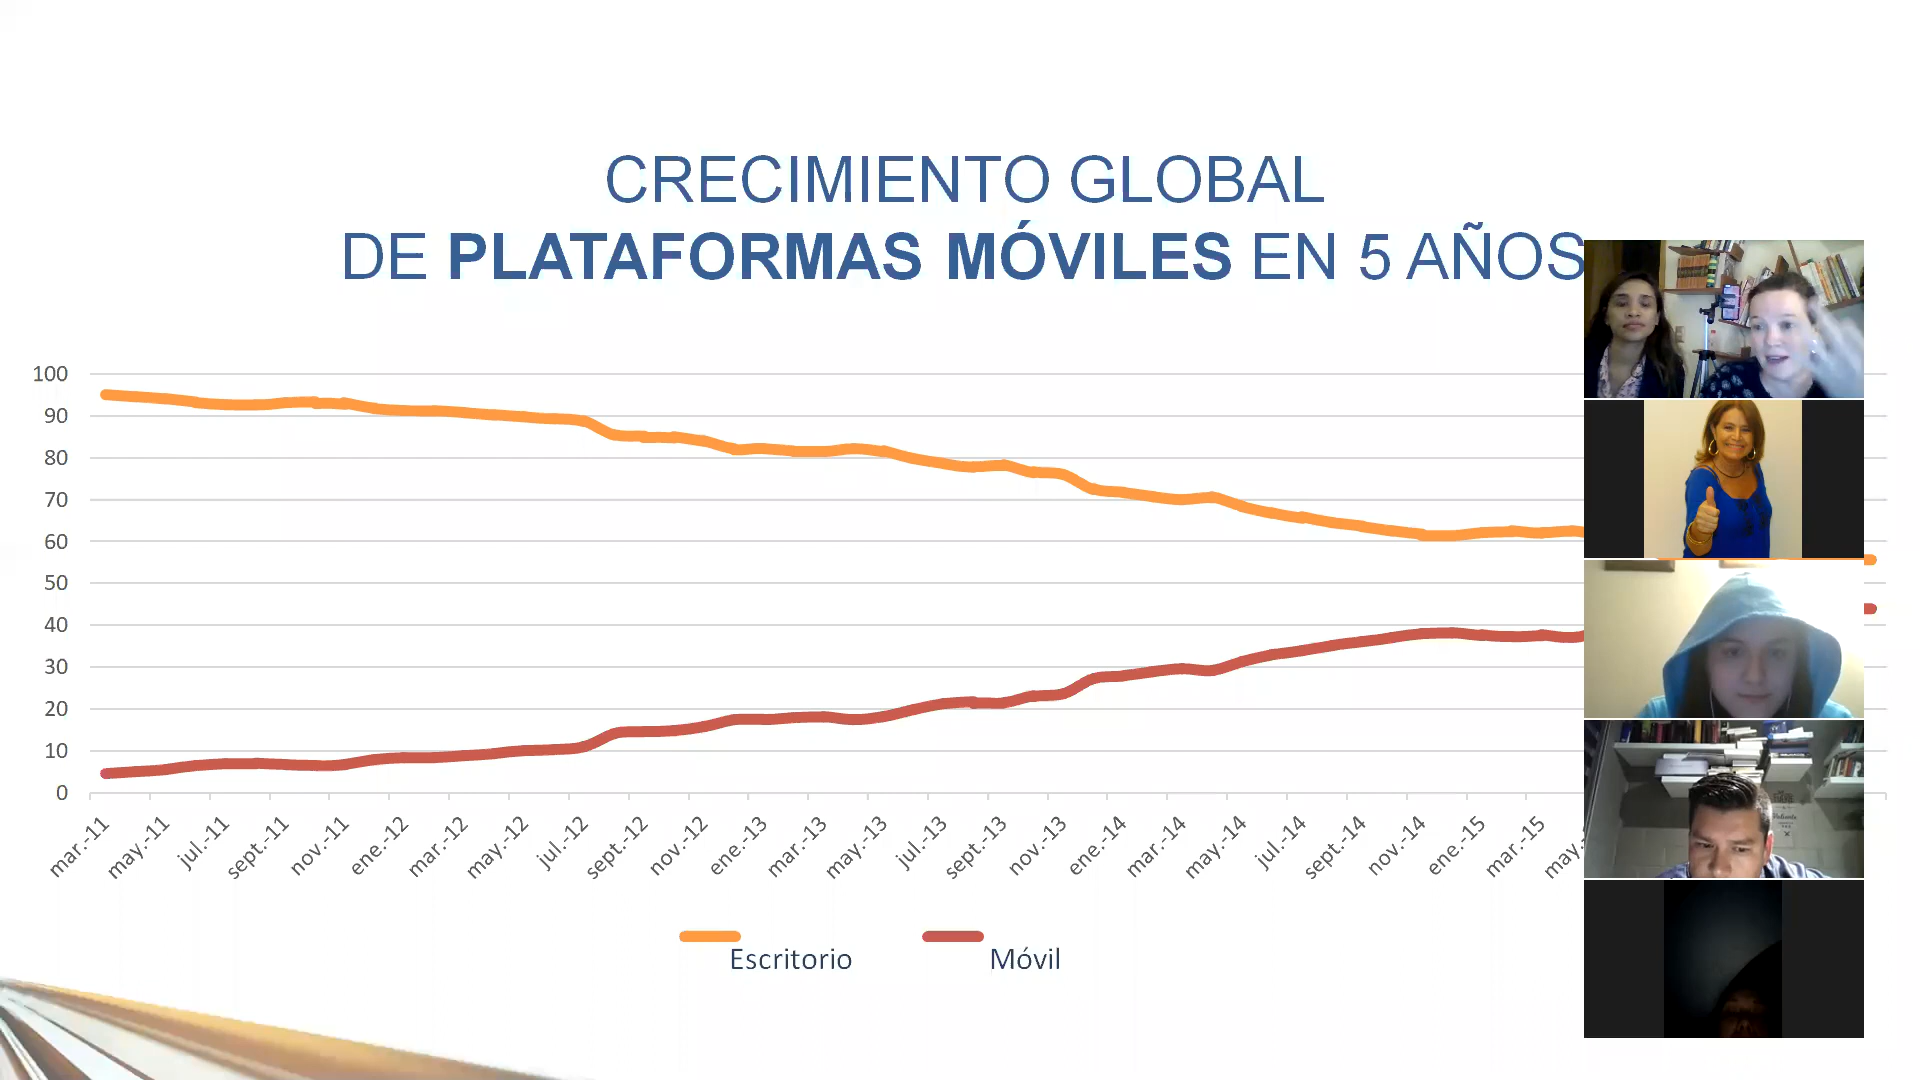 CRECIMIENTO GLOBAL
DE PLATAFORMAS MÓVILES EN 5 AÑOS
100
90
80
70
60
50
40
30
20
10
0
mar.-11
may.-11
jul.-11
sept.-11
nov.-11
ene.-12
mar.-12
may.-12
jul.-12
sept.-12
nov.-12
ene.-13
mar.-13
may.-13
jul.-13
sept.-13
nov.-13
ene.-14
mar.-14
may.-14
jul.-14
sept.-14
nov.-14
ene.-15
mar.-15
may.
Escritorio
Móvil